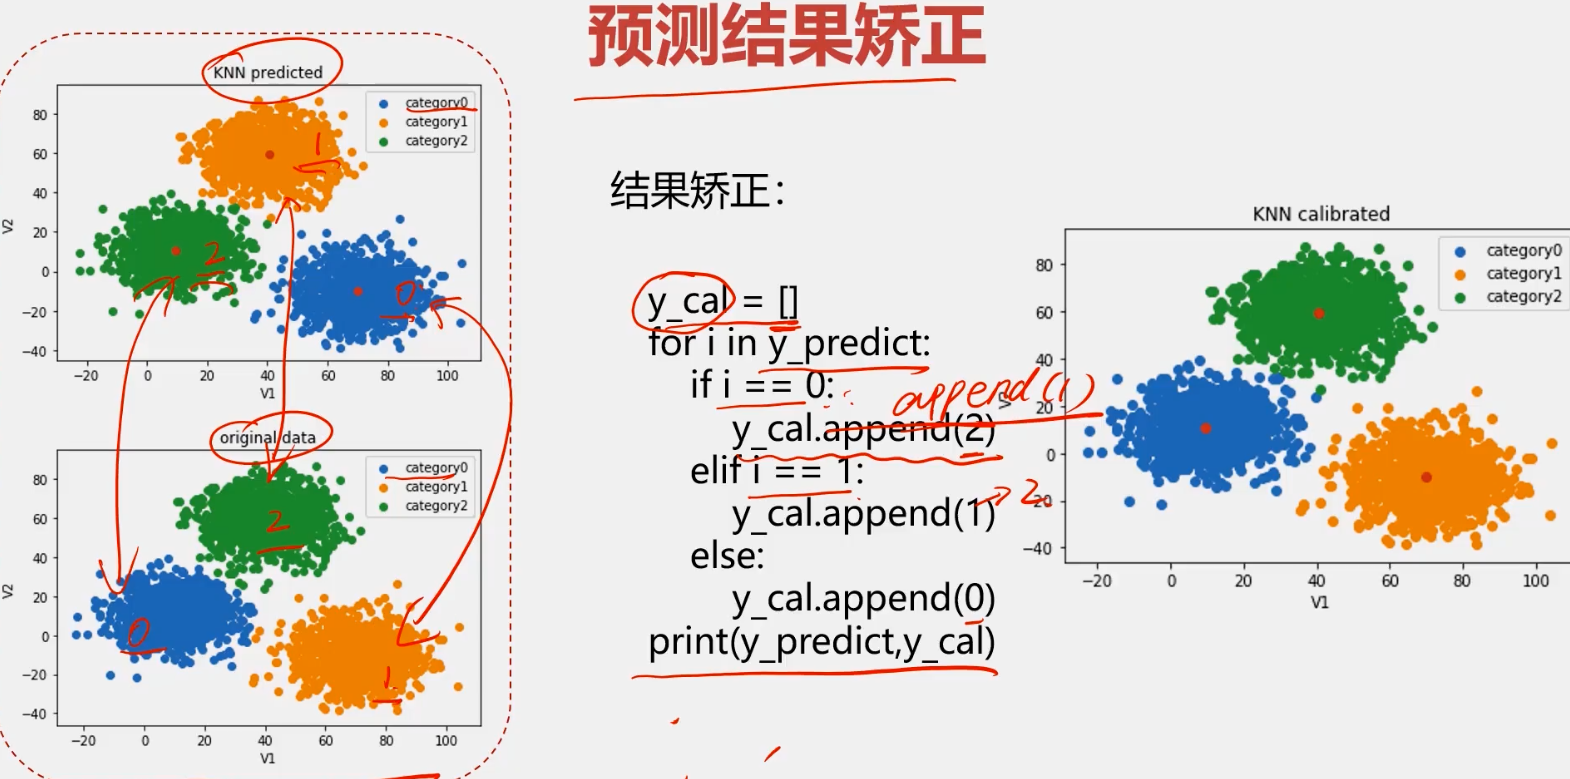 预测结果矫正
KNN predicted
category0
category1
category2
80
60
40
20
0
−20
−40
V2
−20 0 20 40 60 80 100
V1
1
2
0
original data
category0
category1
category2
80
60
40
20
0
−20
−40
V2
−20 0 20 40 60 80 100
V1
2
0
1
结果矫正：
y_cal = []
for i in y_predict:
if i == 0:
append(1)
y_cal.append(2)
elif i == 1:
y_cal.append(1)
2
else:
y_cal.append(0)
print(y_predict,y_cal)
KNN calibrated
category0
category1
category2
80
60
40
20
0
−20
−40
V2
−20 0 20 40 60 80 100
V1